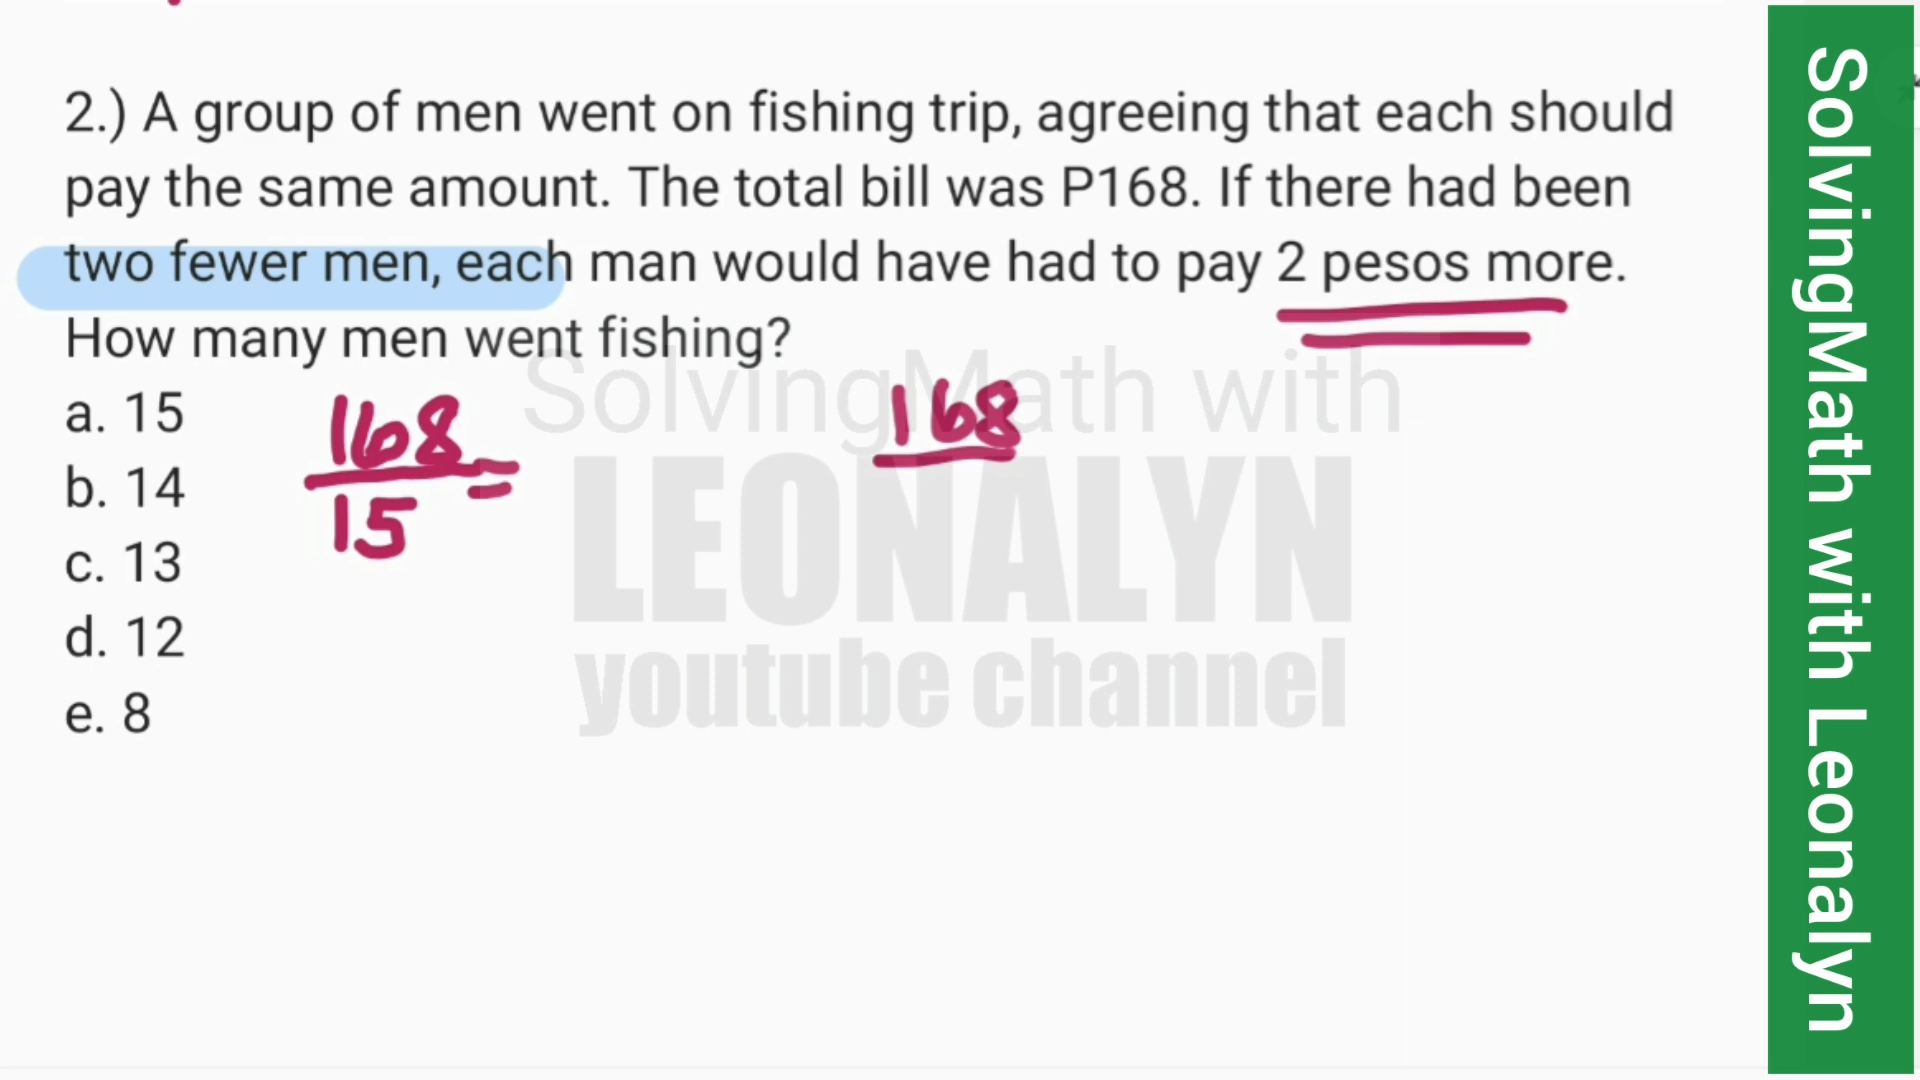 2.) A group of men went on fishing trip, agreeing that each should
pay the same amount. The total bill was P168. If there had been
two fewer men, each man would have had to pay 2 pesos more.
How many men went fishing?
a. 15
b. 14
c. 13
d. 12
e. 8
168
=
15
168
SolvingMath with
LEONALYN
youtube channel
SolvingMath with Leonalyn